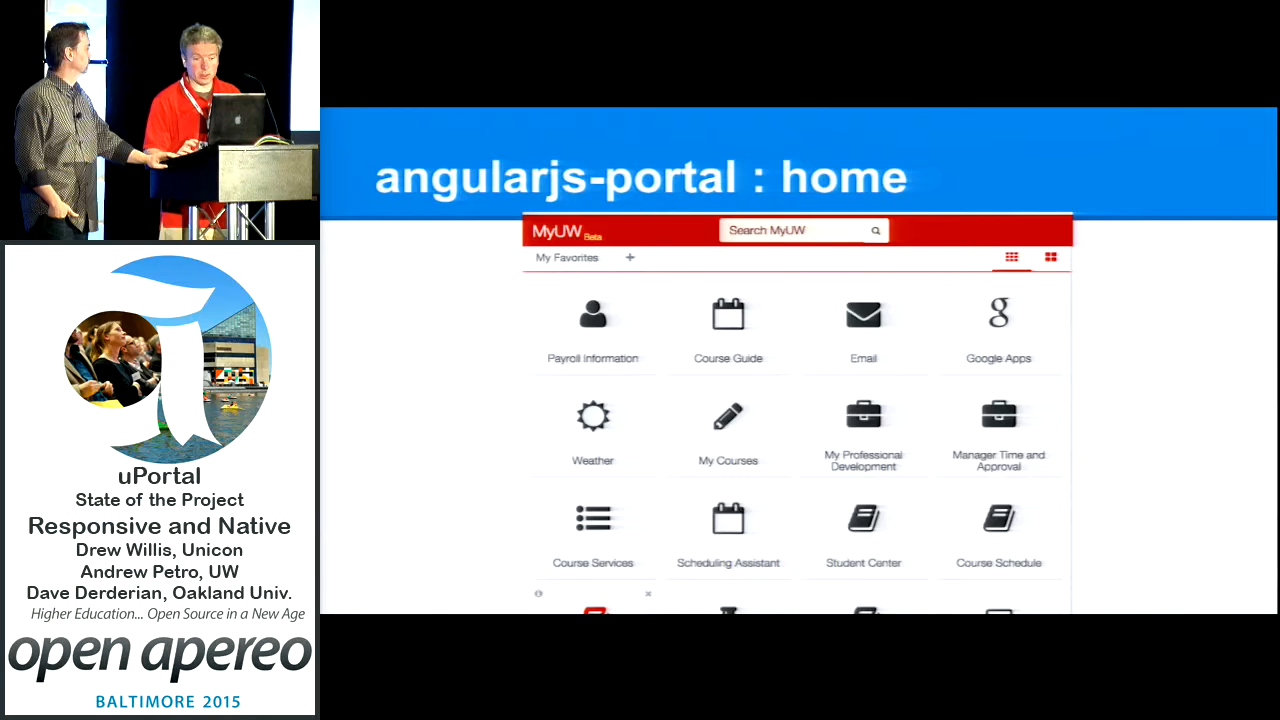 angularjs-portal : home
MyUW Beta
Search MyUW
My Favorites +
Payroll Information
Course Guide
Email
Google Apps
Weather
My Courses
My Professional
Development
Manager Time and
Approval
Course Services
Scheduling Assistant
Student Center
Course Schedule
uPortal
State of the Project
Responsive and Native
Drew Willis, Unicon
Andrew Petro, UW
Dave Derderian, Oakland Univ.
Higher Education... Open Source in a New Age
open apereo
BALTIMORE 2015